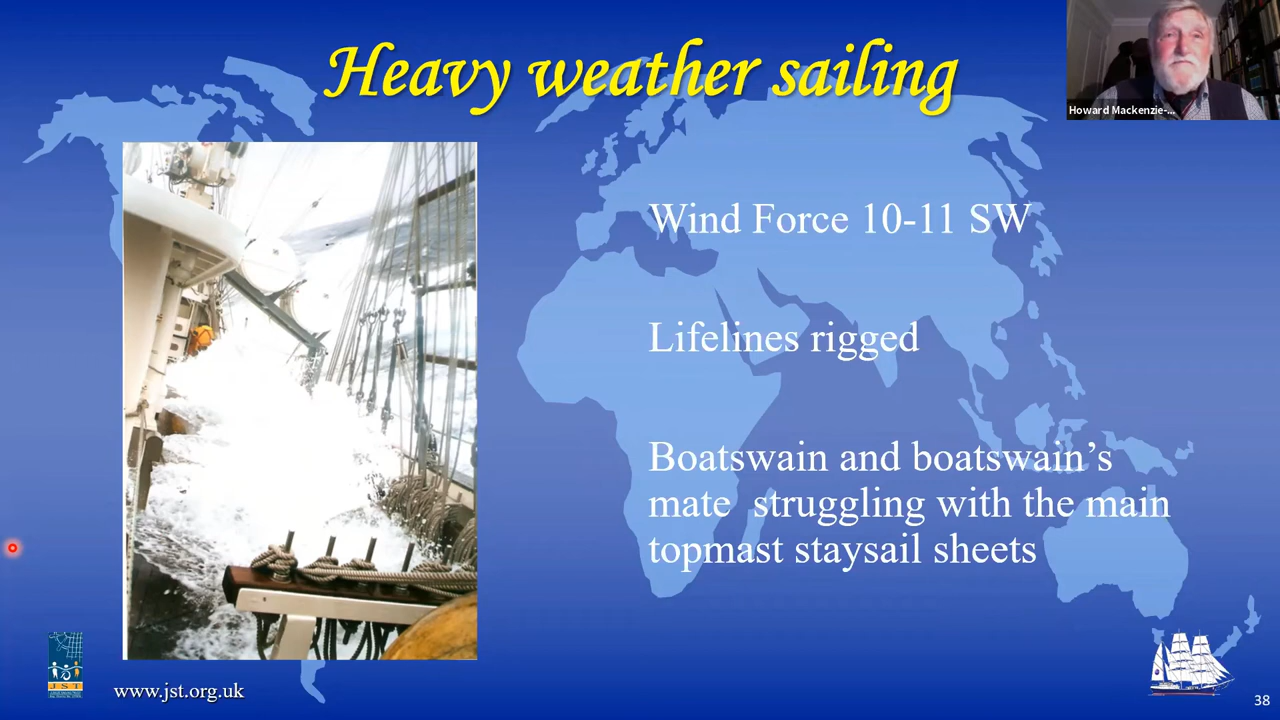 Heavy weather sailing
Howard Mackenzie-...
Wind Force 10-11 SW
Lifelines rigged
Boatswain and boatswain’s
mate  struggling with the main
topmast staysail sheets
JST
www.jst.org.uk
38